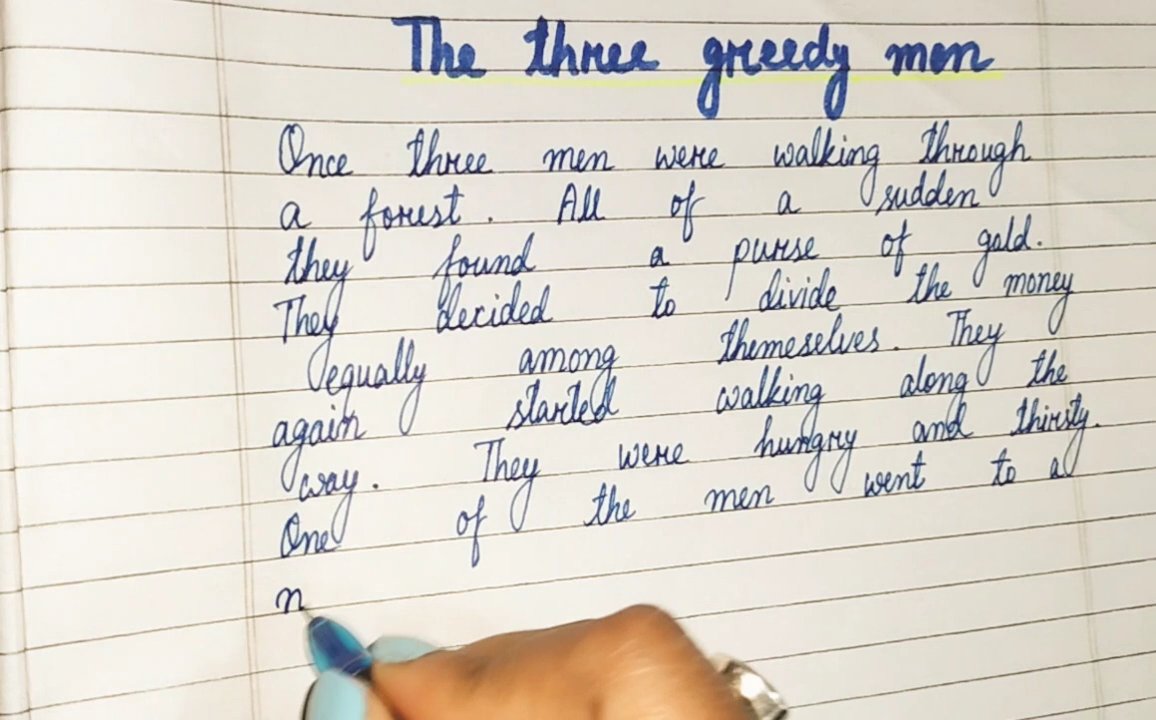 The three greedy men
Once three men were walking through
a forest. All of a sudden
they found a purse of gold.
They decided to divide the money
equally among themeselves. They
again started walking along the
way. They were hungry and thirsty.
One of the men went to a
n